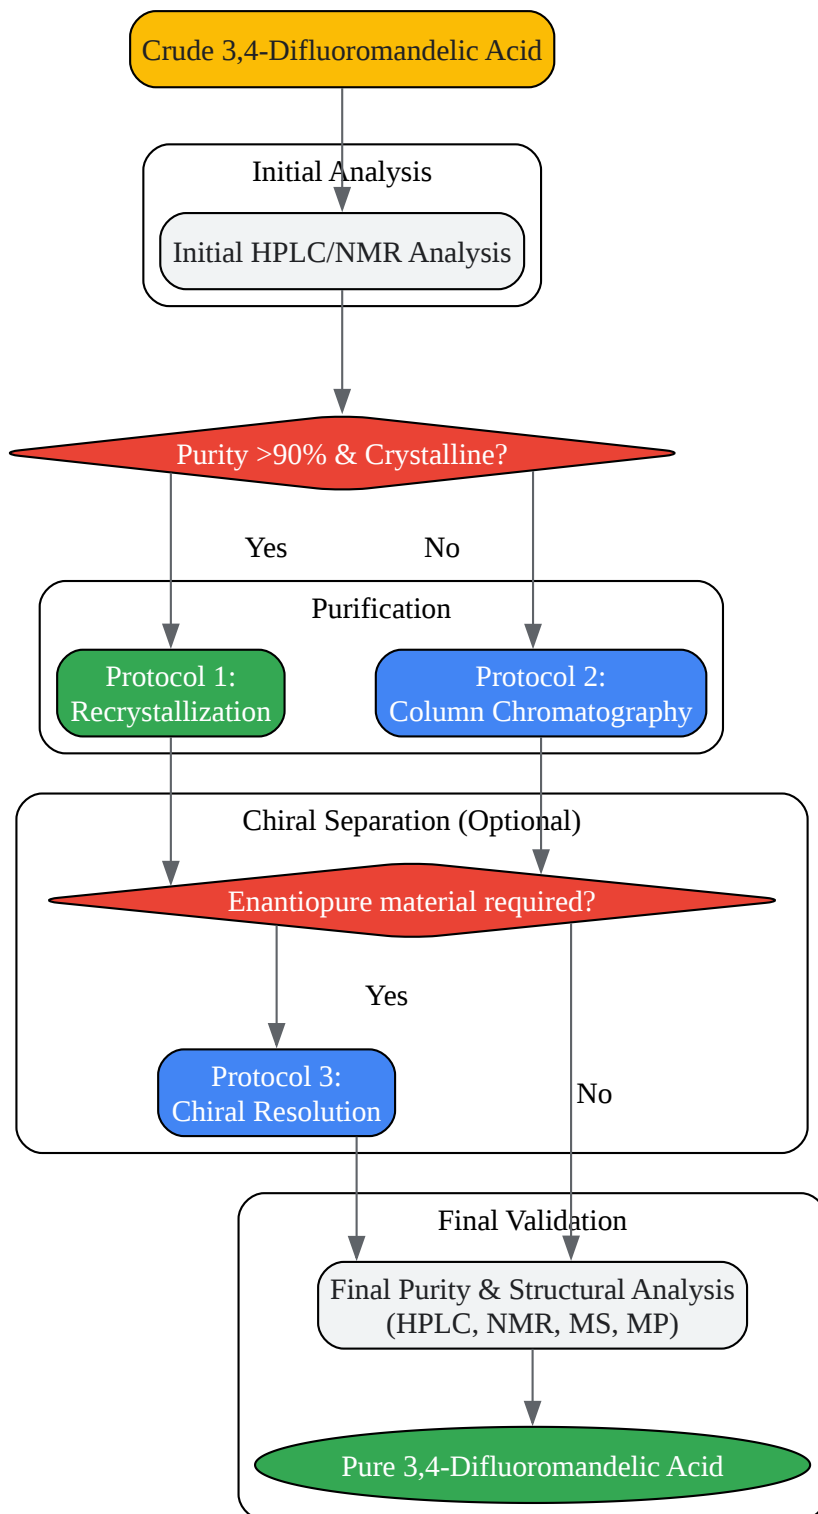 Crude 3,4-Difluoromandelic Acid
Initial Analysis
Initial HPLC/NMR Analysis
Purity >90% & Crystalline?
Yes
No
Purification
Protocol 1:
Recrystallization
Protocol 2:
Column Chromatography
Chiral Separation (Optional)
Enantiopure material required?
Yes
Protocol 3:
Chiral Resolution
No
Final Validation
Final Purity & Structural Analysis
(HPLC, NMR, MS, MP)
Pure 3,4-Difluoromandelic Acid